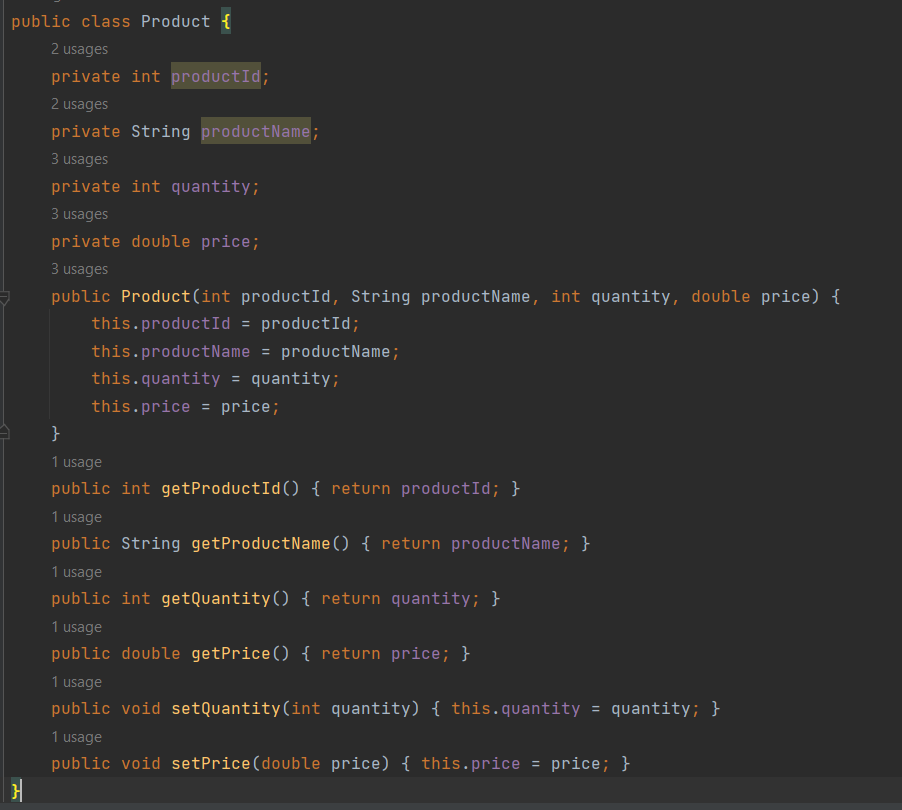 public class Product {
2 usages
private int productId;
2 usages
private String productName;
3 usages
private int quantity;
3 usages
private double price;
3 usages
public Product(int productId, String productName, int quantity, double price) {
this.productId = productId;
this.productName = productName;
this.quantity = quantity;
this.price = price;
}
1 usage
public int getProductId() { return productId; }
1 usage
public String getProductName() { return productName; }
1 usage
public int getQuantity() { return quantity; }
1 usage
public double getPrice() { return price; }
1 usage
public void setQuantity(int quantity) { this.quantity = quantity; }
1 usage
public void setPrice(double price) { this.price = price; }
}